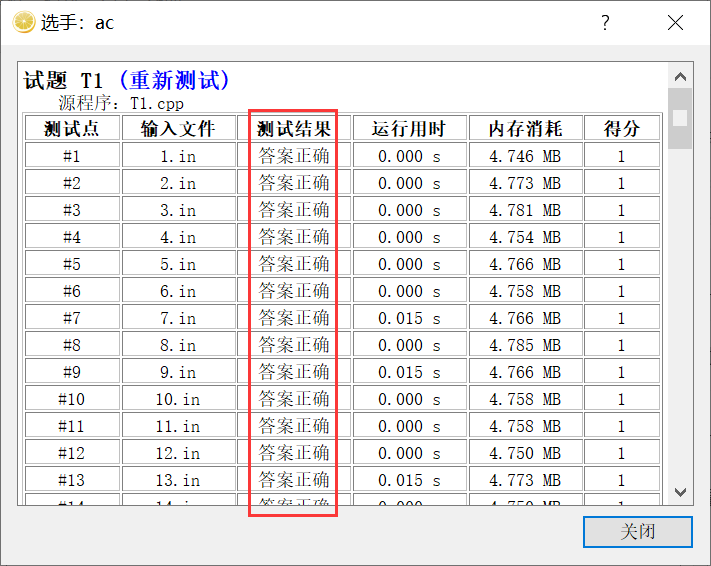 选手：ac
试题 T1 (重新测试)
源程序：T1.cpp
测试点 输入文件 测试结果 运行用时 内存消耗 得分
#1 1.in 答案正确 0.000 s 4.746 MB 1
#2 2.in 答案正确 0.000 s 4.773 MB 1
#3 3.in 答案正确 0.000 s 4.781 MB 1
#4 4.in 答案正确 0.000 s 4.754 MB 1
#5 5.in 答案正确 0.000 s 4.766 MB 1
#6 6.in 答案正确 0.000 s 4.758 MB 1
#7 7.in 答案正确 0.015 s 4.766 MB 1
#8 8.in 答案正确 0.000 s 4.785 MB 1
#9 9.in 答案正确 0.015 s 4.766 MB 1
#10 10.in 答案正确 0.000 s 4.758 MB 1
#11 11.in 答案正确 0.000 s 4.758 MB 1
#12 12.in 答案正确 0.000 s 4.750 MB 1
#13 13.in 答案正确 0.015 s 4.773 MB 1
#14 14.in 答案正确
关闭